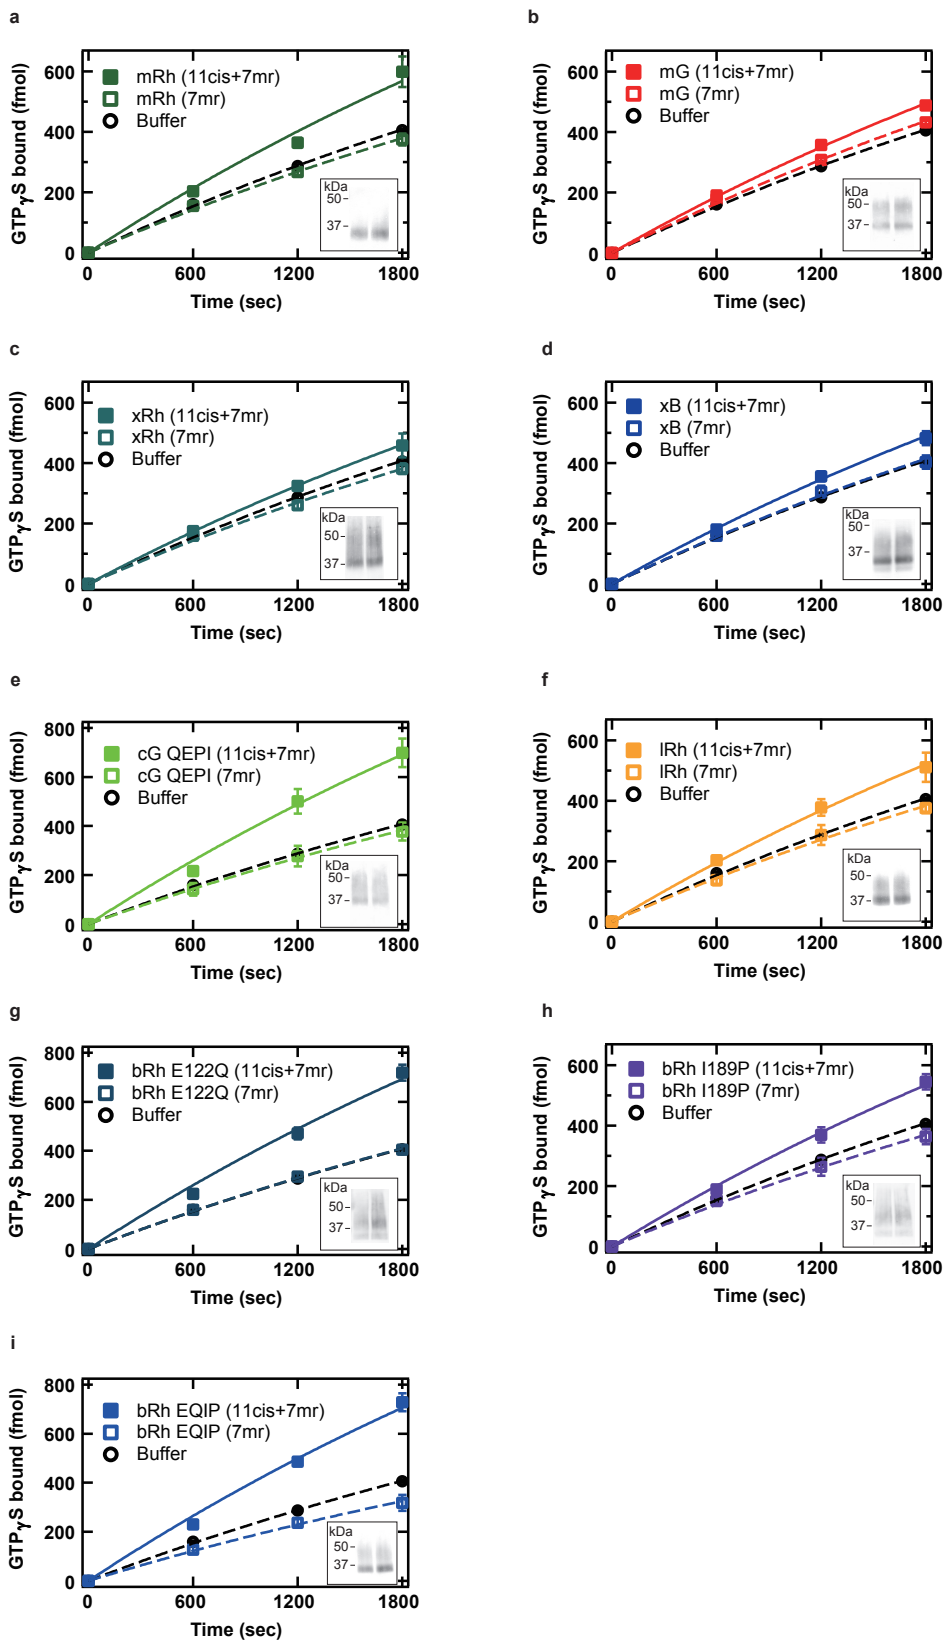 a
GTPγS bound (fmol)
600
400
200
0
mRh (11cis+7mr)
mRh (7mr)
Buffer
kDa
50
37
0 600 1200 1800
Time (sec)
b
GTPγS bound (fmol)
600
400
200
0
mG (11cis+7mr)
mG (7mr)
Buffer
kDa
50
37
0 600 1200 1800
Time (sec)
c
GTPγS bound (fmol)
600
400
200
0
xRh (11cis+7mr)
xRh (7mr)
Buffer
kDa
50
37
0 600 1200 1800
Time (sec)
d
GTPγS bound (fmol)
600
400
200
0
xB (11cis+7mr)
xB (7mr)
Buffer
kDa
50
37
0 600 1200 1800
Time (sec)
e
GTPγS bound (fmol)
800
600
400
200
0
cG QEPI (11cis+7mr)
cG QEPI (7mr)
Buffer
kDa
50
37
0 600 1200 1800
Time (sec)
f
GTPγS bound (fmol)
600
400
200
0
lRh (11cis+7mr)
lRh (7mr)
Buffer
kDa
50
37
0 600 1200 1800
Time (sec)
g
GTPγS bound (fmol)
800
600
400
200
0
bRh E122Q (11cis+7mr)
bRh E122Q (7mr)
Buffer
kDa
50
37
0 600 1200 1800
Time (sec)
h
GTPγS bound (fmol)
600
400
200
0
bRh I189P (11cis+7mr)
bRh I189P (7mr)
Buffer
kDa
50
37
0 600 1200 1800
Time (sec)
i
GTPγS bound (fmol)
800
600
400
200
0
bRh EQIP (11cis+7mr)
bRh EQIP (7mr)
Buffer
kDa
50
37
0 600 1200 1800
Time (sec)